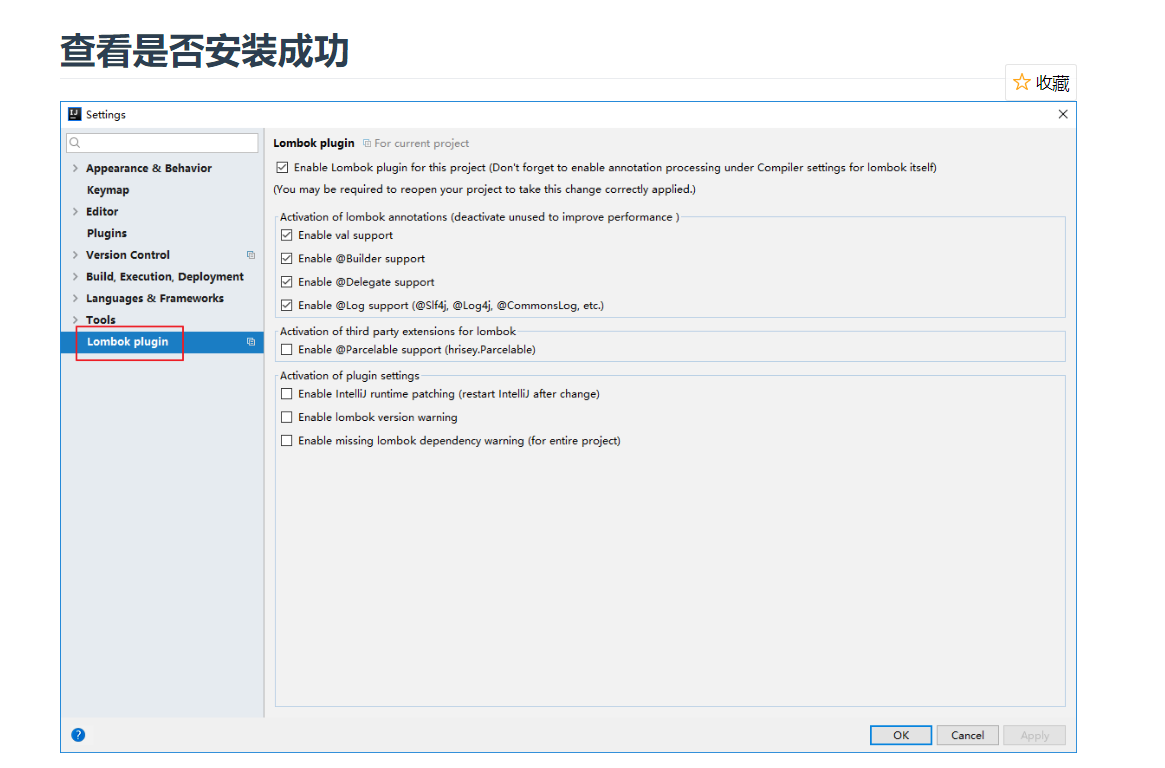 查看是否安装成功
收藏
Settings
Appearance & Behavior
Keymap
Editor
Plugins
Version Control
Build, Execution, Deployment
Languages & Frameworks
Tools
Lombok plugin
Lombok plugin For current project
Enable Lombok plugin for this project (Don't forget to enable annotation processing under Compiler settings for lombok itself)
(You may be required to reopen your project to take this change correctly applied.)
Activation of lombok annotations (deactivate unused to improve performance )
Enable val support
Enable @Builder support
Enable @Delegate support
Enable @Log support (@Slf4j, @Log4j, @CommonsLog, etc.)
Activation of third party extensions for lombok
Enable @Parcelable support (hrisey.Parcelable)
Activation of plugin settings
Enable IntelliJ runtime patching (restart IntelliJ after change)
Enable lombok version warning
Enable missing lombok dependency warning (for entire project)
?
OK Cancel Apply